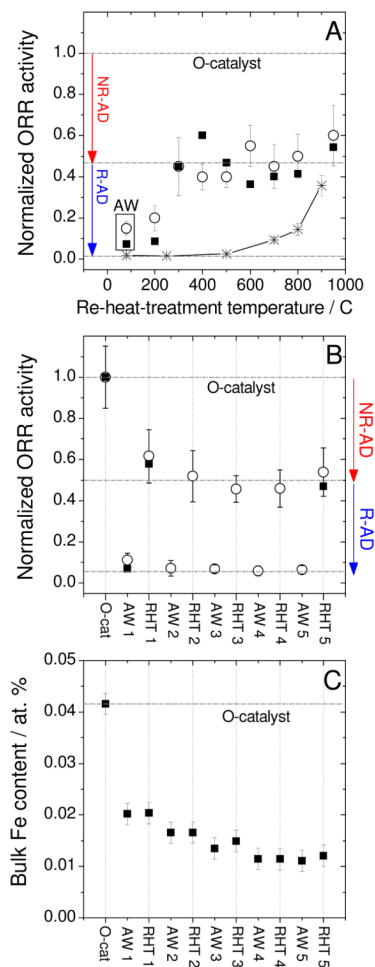 A
1.0
O-catalyst
0.8
NR-AD
0.6
0.4
R-AD
0.2
AW
0.0
Normalized ORR activity
0 200 400 600 800 1000
Re-heat-treatment temperature / C
B
1.0
O-catalyst
0.8
NR-AD
0.6
0.4
R-AD
0.2
0.0
Normalized ORR activity
O-cat
AW 1
RHT 1
AW 2
RHT 2
AW 3
RHT 3
AW 4
RHT 4
AW 5
RHT 5
0.05
C
O-catalyst
0.04
0.03
0.02
0.01
0.00
Bulk Fe content / at. %
O-cat
AW 1
RHT 1
AW 2
RHT 2
AW 3
RHT 3
AW 4
RHT 4
AW 5
RHT 5